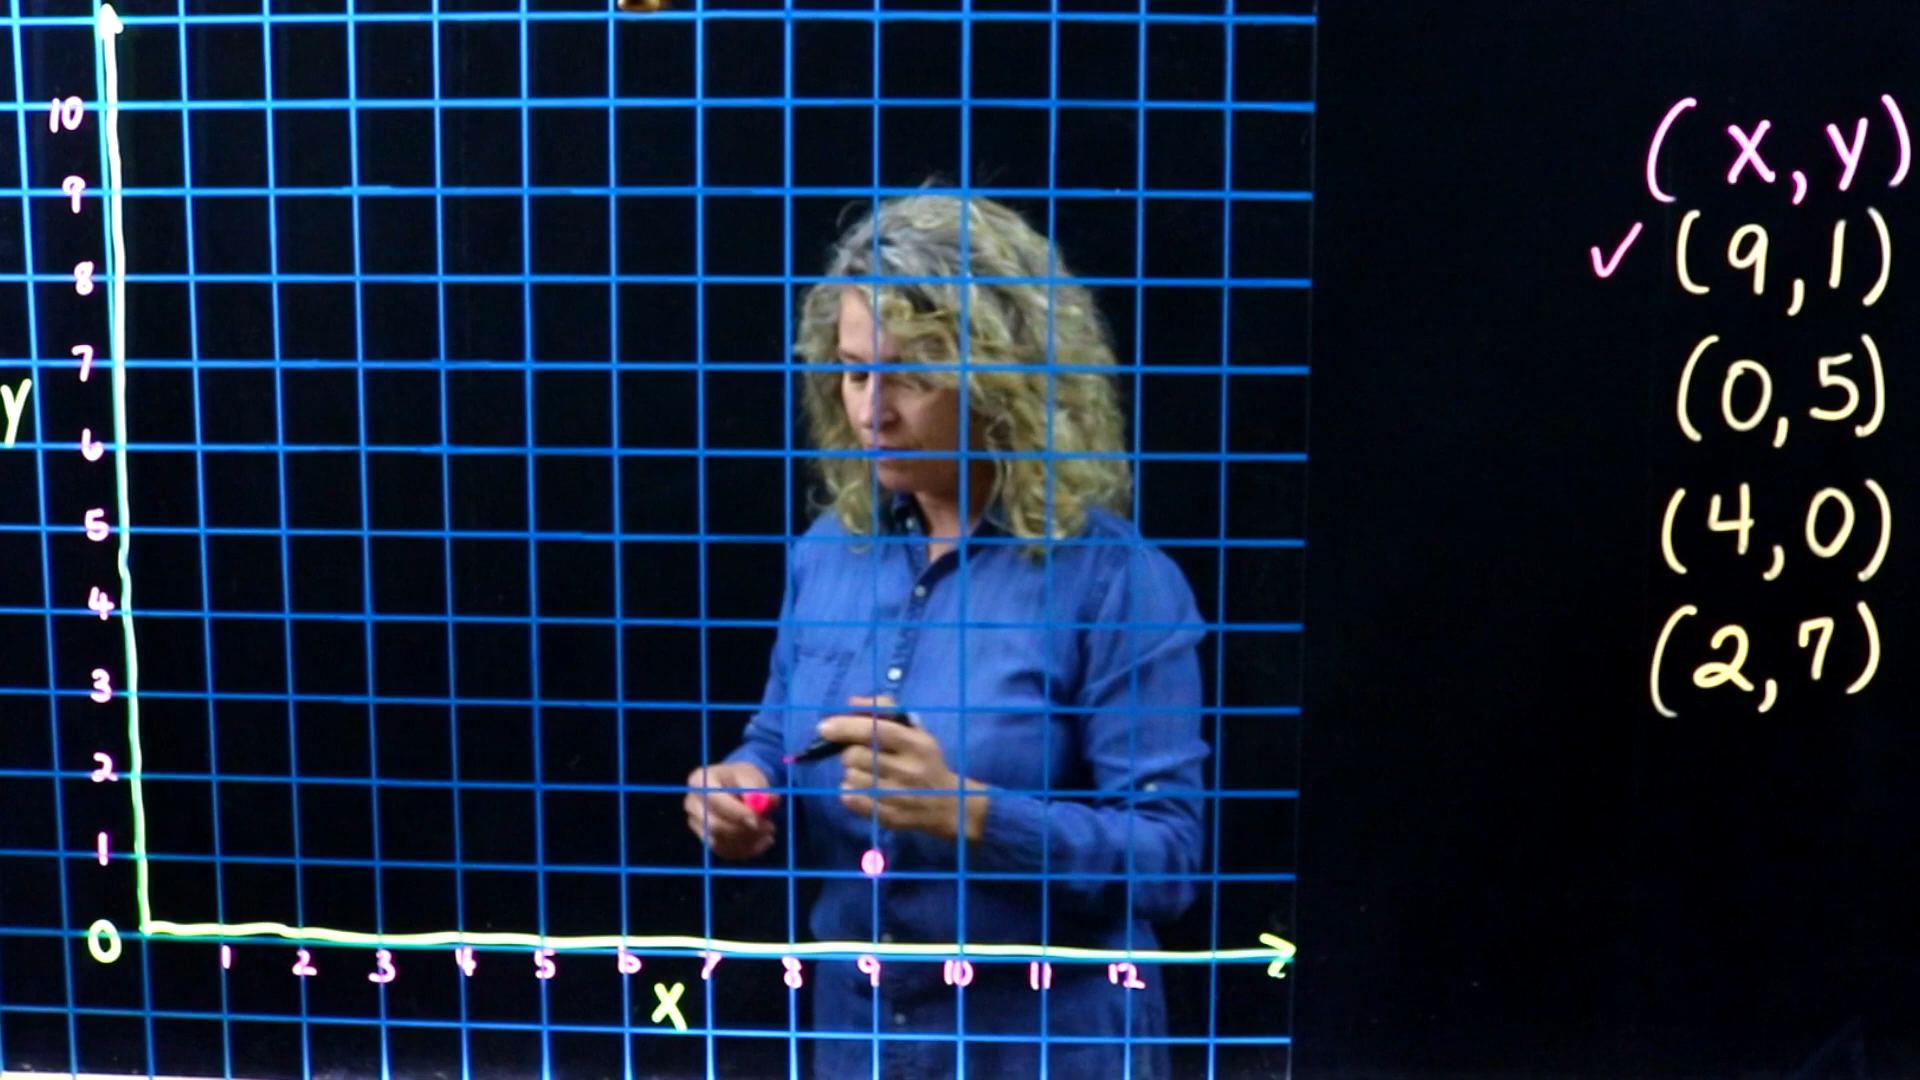 10
9
8
7
y
6
5
4
3
2
1
0
1 2 3 4 5 6 7 8 9 10 11 12
x
(x, y)
✓ (9, 1)
(0, 5)
(4, 0)
(2, 7)